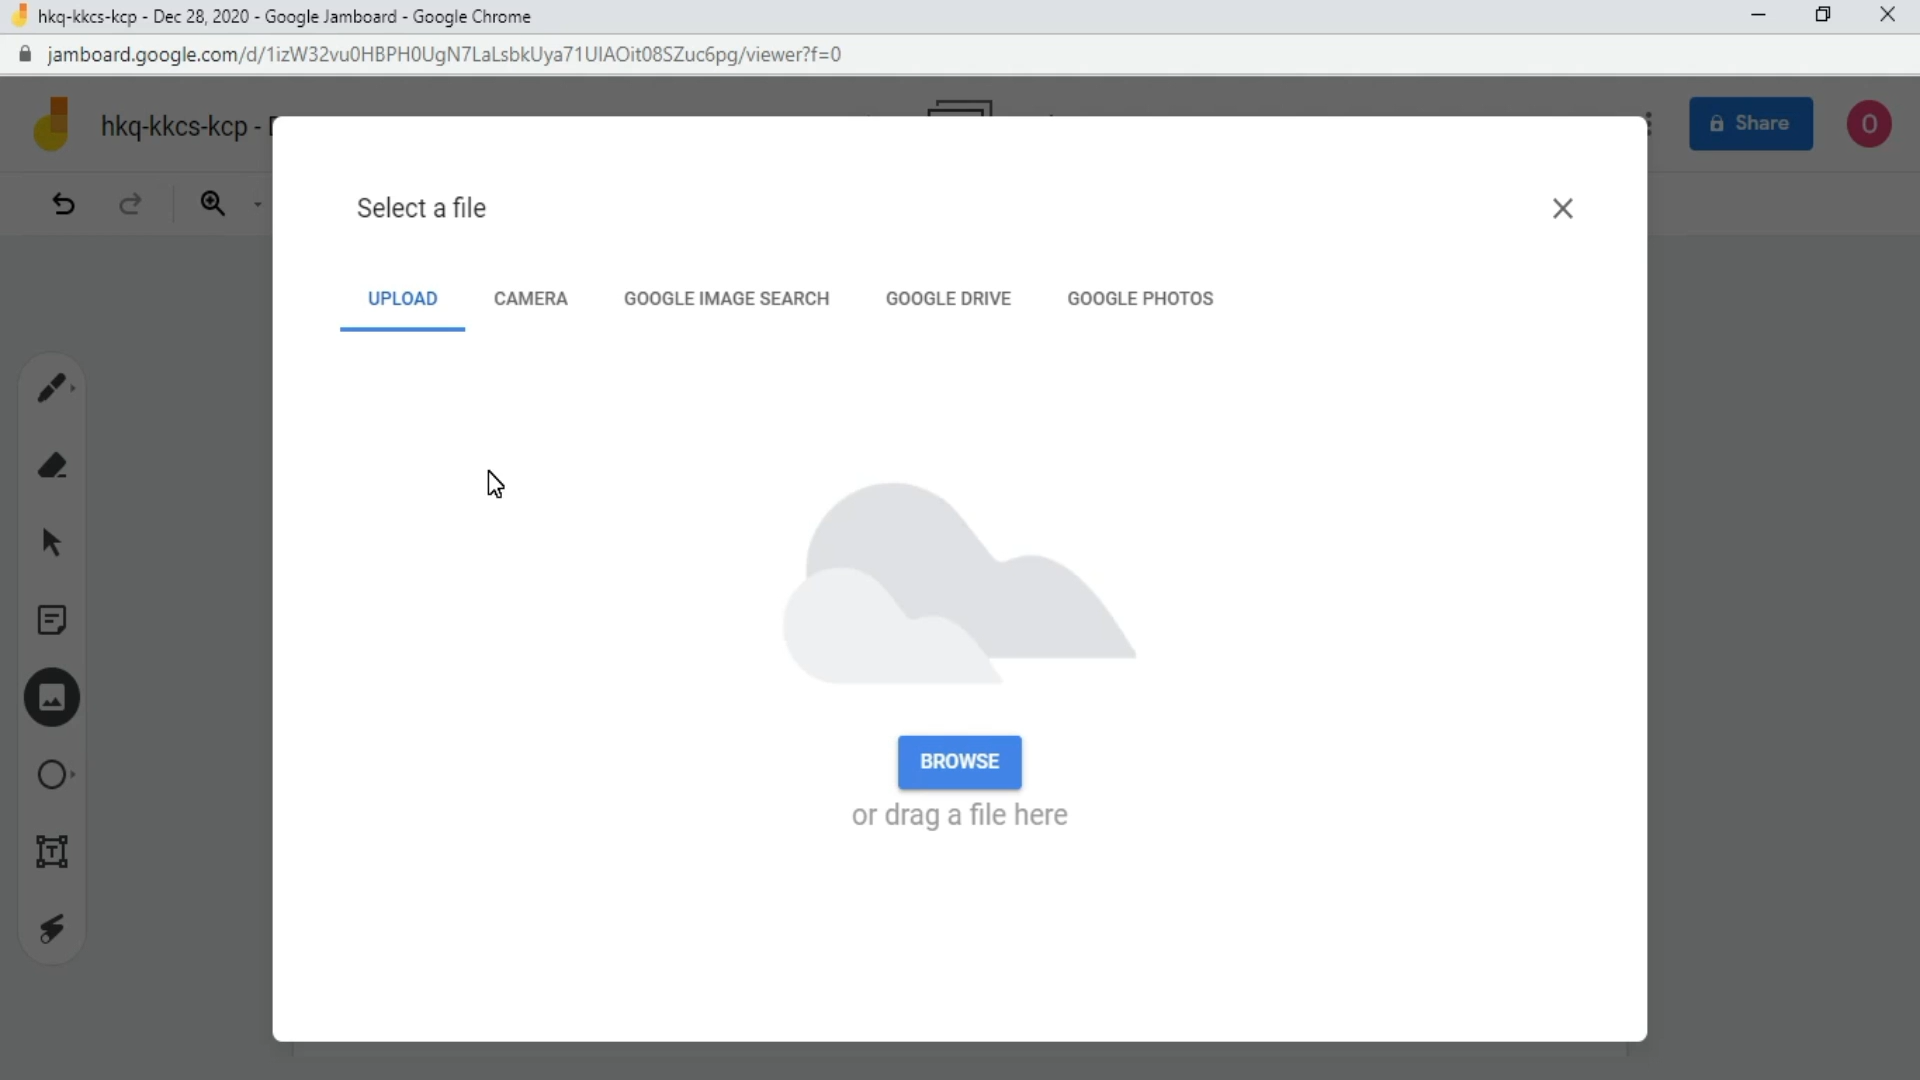 hkq-kkcs-kcp - Dec 28, 2020 - Google Jamboard - Google Chrome
jamboard.google.com/d/1izW32vu0HBPH0UgN7LaLsbkUya71UIAOit08SZuc6pg/viewer?f=0
hkq-kkcs-kcp -
Share
O
Select a file
UPLOAD CAMERA GOOGLE IMAGE SEARCH GOOGLE DRIVE GOOGLE PHOTOS
BROWSE
or drag a file here